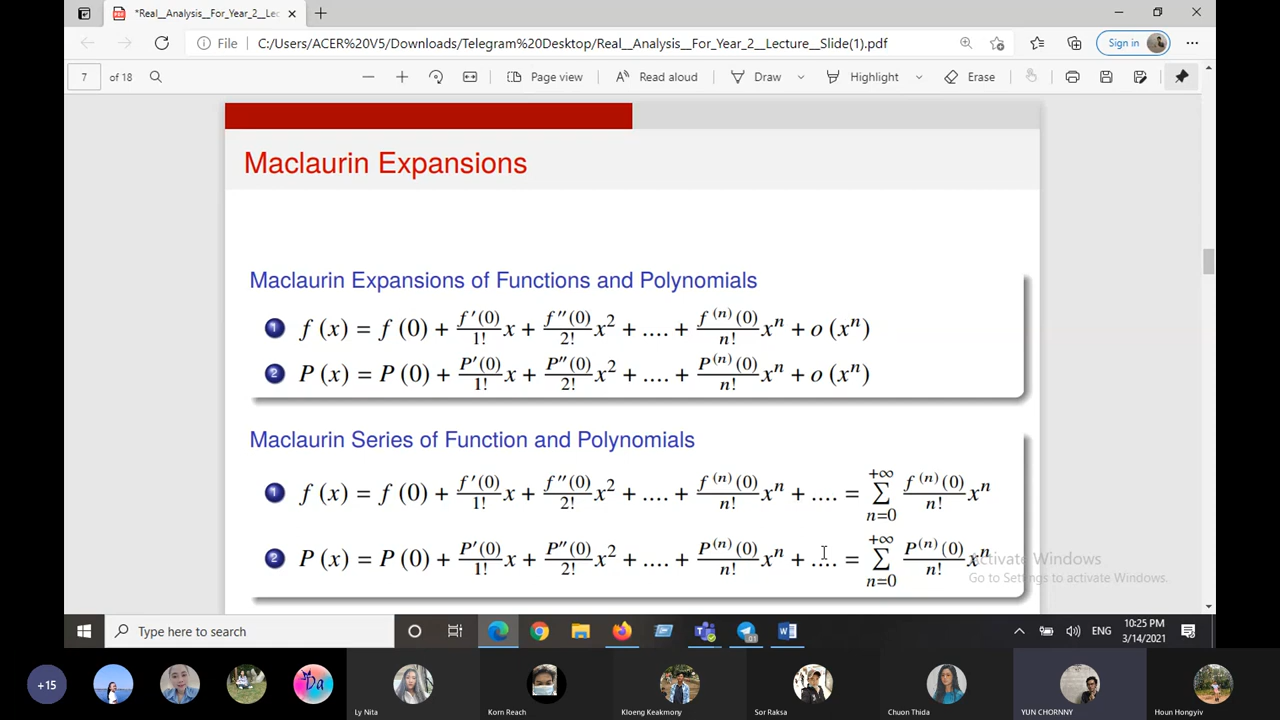 *Real__Analysis__For_Year_2__Lec
File
C:/Users/ACER%20V5/Downloads/Telegram%20Desktop/Real__Analysis__For_Year_2__Lecture__Slide(1).pdf
Sign in
7 of 18
Page view
Read aloud
Draw
Highlight
Erase
Maclaurin Expansions
Maclaurin Expansions of Functions and Polynomials
1 f (x) = f (0) + f′(0)/1! x + f″(0)/2! x² + .... + f⁽ⁿ⁾(0)/n! xⁿ + o (xⁿ)
2 P (x) = P (0) + P′(0)/1! x + P″(0)/2! x² + .... + P⁽ⁿ⁾(0)/n! xⁿ + o (xⁿ)
Maclaurin Series of Function and Polynomials
1 f (x) = f (0) + f′(0)/1! x + f″(0)/2! x² + .... + f⁽ⁿ⁾(0)/n! xⁿ + .... = +∞ ∑ n=0 f⁽ⁿ⁾(0)/n! xⁿ
2 P (x) = P (0) + P′(0)/1! x + P″(0)/2! x² + .... + P⁽ⁿ⁾(0)/n! xⁿ + .... = +∞ ∑ n=0 P⁽ⁿ⁾(0)/n! xⁿ
Activate Windows
Go to Settings to activate Windows.
Type here to search
ENG
10:25 PM
3/14/2021
+15
Da
Ly Nita
Korn Reach
Kloeng Keakmony
Sor Raksa
Chuon Thida
YUN CHORNNY
Houn Hongyiv